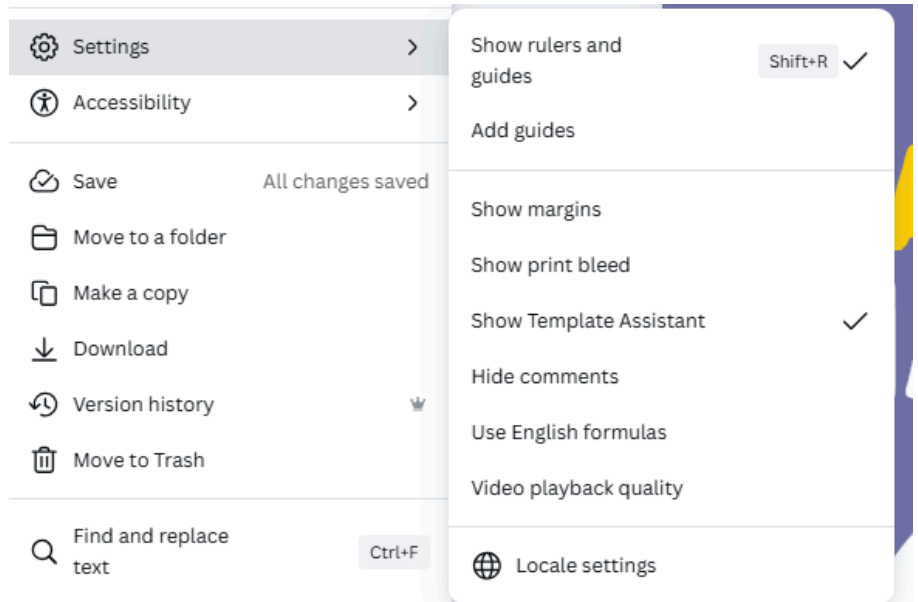 Settings
Accessibility
Save All changes saved
Move to a folder
Make a copy
Download
Version history
Move to Trash
Find and replace
text
Ctrl+F
Show rulers and
guides
Shift+R
Add guides
Show margins
Show print bleed
Show Template Assistant
Hide comments
Use English formulas
Video playback quality
Locale settings